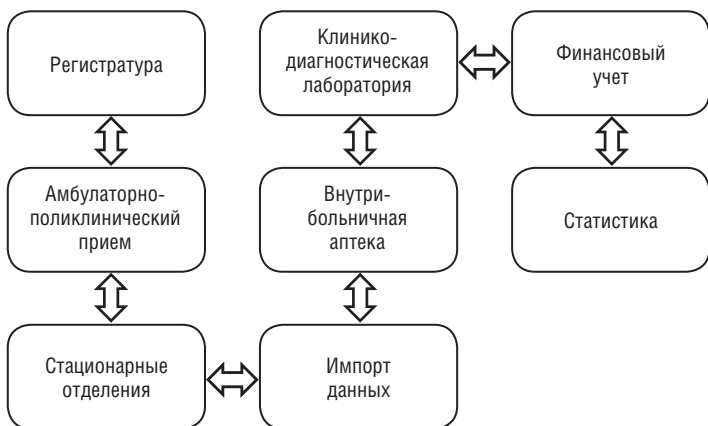 Регистратура
Клинико-
диагностическая
лаборатория
Финансовый
учет
Амбулаторно-
поликлинический
прием
Внутри-
больничная
аптека
Статистика
Стационарные
отделения
Импорт
данных